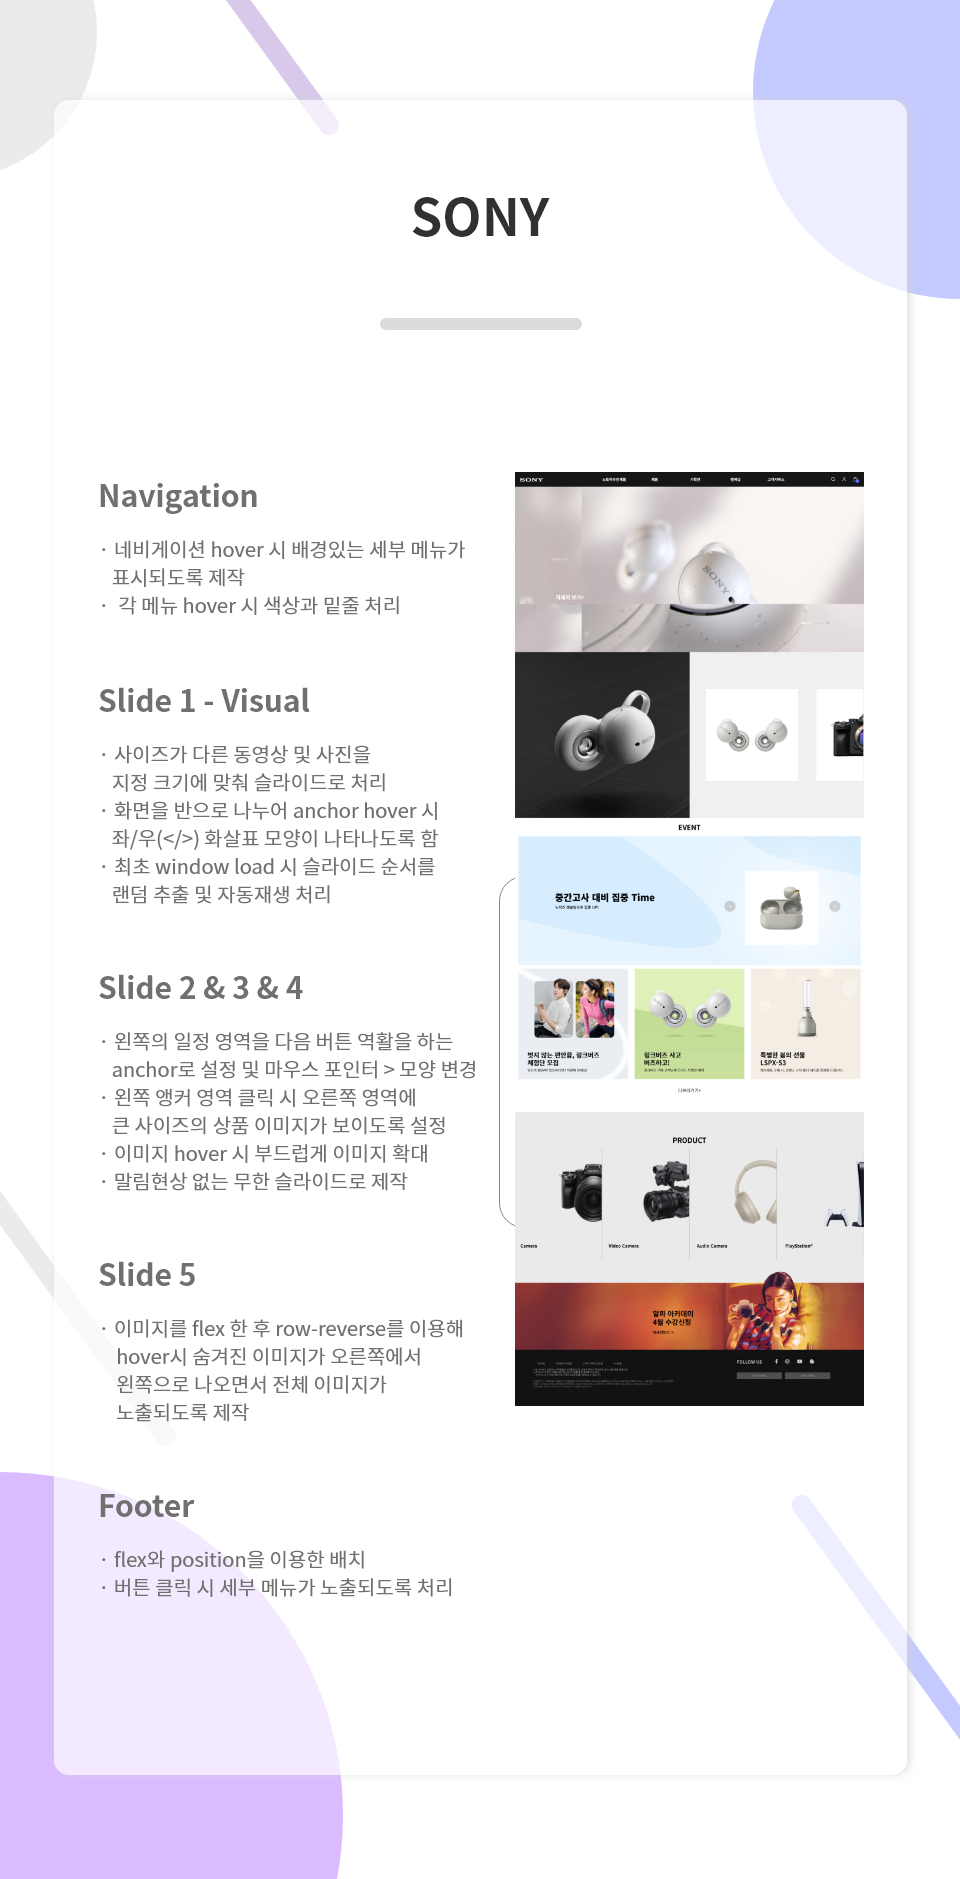 SONY
Navigation
· 네비게이션 hover 시 배경있는 세부 메뉴가
표시되도록 제작
· 각 메뉴 hover 시 색상과 밑줄 처리
Slide 1 - Visual
· 사이즈가 다른 동영상 및 사진을
지정 크기에 맞춰 슬라이드로 처리
· 화면을 반으로 나누어 anchor hover 시
좌/우(</>) 화살표 모양이 나타나도록 함
· 최초 window load 시 슬라이드 순서를
랜덤 추출 및 자동재생 처리
Slide 2 & 3 & 4
· 왼쪽의 일정 영역을 다음 버튼 역활을 하는
anchor로 설정 및 마우스 포인터 > 모양 변경
· 왼쪽 앵커 영역 클릭 시 오른쪽 영역에
큰 사이즈의 상품 이미지가 보이도록 설정
· 이미지 hover 시 부드럽게 이미지 확대
· 말림현상 없는 무한 슬라이드로 제작
Slide 5
· 이미지를 flex 한 후 row-reverse를 이용해
hover시 숨겨진 이미지가 오른쪽에서
왼쪽으로 나오면서 전체 이미지가
노출되도록 제작
Footer
· flex와 position을 이용한 배치
· 버튼 클릭 시 세부 메뉴가 노출되도록 처리
SONY
제품
기획전
고객서비스
SONY
자세히 보기>
EVENT
중간고사 대비 집중 Time
벗지 않는 편안함, 링크버즈
체험단 모집
링크버즈 사고
버즈하고!
특별한 봄의 선물
LSPX-S3
PRODUCT
Camera
Video Camera
Audio Camera
PlayStation®
알파 아카데미
4월 수강신청
FOLLOW US